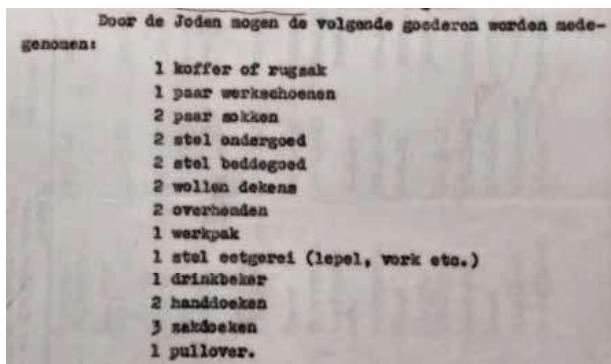 Door de Joden mogen de volgende goederen worden mede-
genomen:
1 koffer of rugzak
1 paar werkschoenen
2 paar sokken
2 stel ondergoed
2 stel beddegoed
2 wollen dekens
2 overhemden
1 werkpak
1 stel eetgerei (lepel, vork etc.)
1 drinkbeker
2 handdoeken
3 zakdoeken
1 pullover.